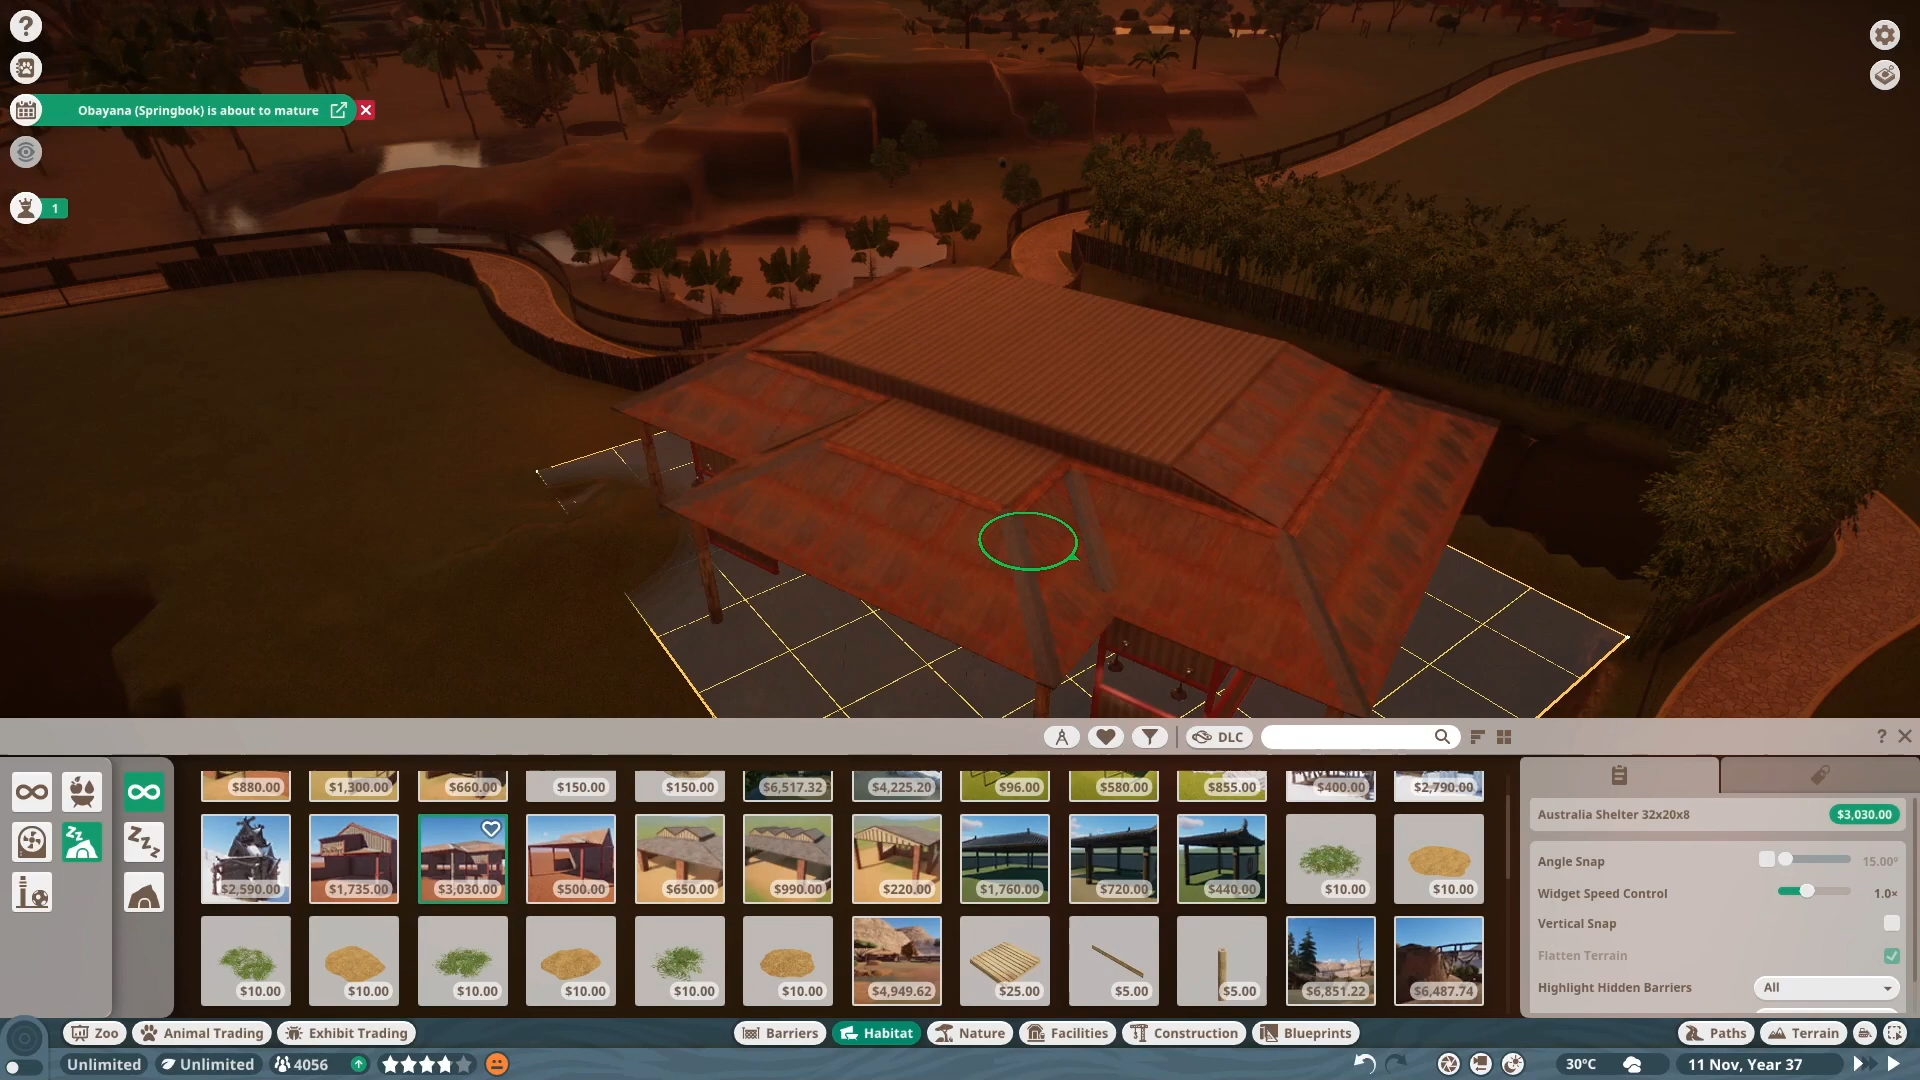 ?
Obayana (Springbok) is about to mature
1
DLC
?
$880.00 $1,300.00 $660.00 $150.00 $150.00 $6,517.32 $4,225.20 $96.00 $580.00 $855.00 $400.00 $2,790.00
$2,590.00 $1,735.00 $3,030.00 $500.00 $650.00 $990.00 $220.00 $1,760.00 $720.00 $440.00 $10.00 $10.00
$10.00 $10.00 $10.00 $10.00 $10.00 $10.00 $4,949.62 $25.00 $5.00 $5.00 $6,851.22 $6,487.74
ZZZ
ZZZ
Australia Shelter 32x20x8 $3,030.00
Angle Snap 15.00°
Widget Speed Control 1.0×
Vertical Snap
Flatten Terrain
Highlight Hidden Barriers All
Zoo Animal Trading Exhibit Trading Barriers Habitat Nature Facilities Construction Blueprints Paths Terrain
Unlimited Unlimited 4056 30°C 11 Nov, Year 37